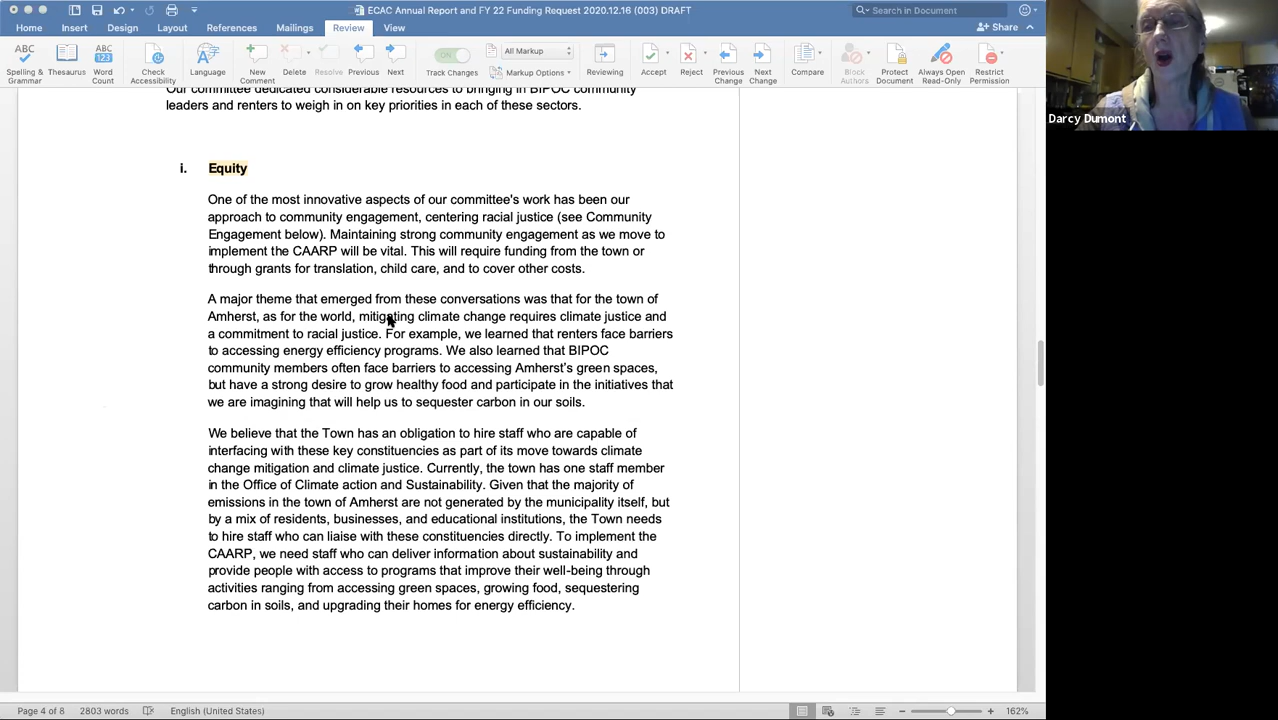 ECAC Annual Report and FY 22 Funding Request 2020.12.16 (003) DRAFT
Search in Document
Home Insert Design Layout References Mailings Review View
Share
Spelling & Grammar
Thesaurus
Word Count
Check Accessibility
Language
New Comment
Delete
Resolve
Previous
Next
ON
Track Changes
All Markup
Markup Options
Reviewing
Accept
Reject
Previous Change
Next Change
Compare
Block Authors
Protect Document
Always Open Read-Only
Restrict Permission
Our committee dedicated considerable resources to bringing in BIPOC community
leaders and renters to weigh in on key priorities in each of these sectors.
i. Equity
One of the most innovative aspects of our committee's work has been our
approach to community engagement, centering racial justice (see Community
Engagement below). Maintaining strong community engagement as we move to
implement the CAARP will be vital. This will require funding from the town or
through grants for translation, child care, and to cover other costs.
A major theme that emerged from these conversations was that for the town of
Amherst, as for the world, mitigating climate change requires climate justice and
a commitment to racial justice. For example, we learned that renters face barriers
to accessing energy efficiency programs. We also learned that BIPOC
community members often face barriers to accessing Amherst's green spaces,
but have a strong desire to grow healthy food and participate in the initiatives that
we are imagining that will help us to sequester carbon in our soils.
We believe that the Town has an obligation to hire staff who are capable of
interfacing with these key constituencies as part of its move towards climate
change mitigation and climate justice. Currently, the town has one staff member
in the Office of Climate action and Sustainability. Given that the majority of
emissions in the town of Amherst are not generated by the municipality itself, but
by a mix of residents, businesses, and educational institutions, the Town needs
to hire staff who can liaise with these constituencies directly. To implement the
CAARP, we need staff who can deliver information about sustainability and
provide people with access to programs that improve their well-being through
activities ranging from accessing green spaces, growing food, sequestering
carbon in soils, and upgrading their homes for energy efficiency.
Page 4 of 8 2803 words English (United States) 162%
Darcy Dumont